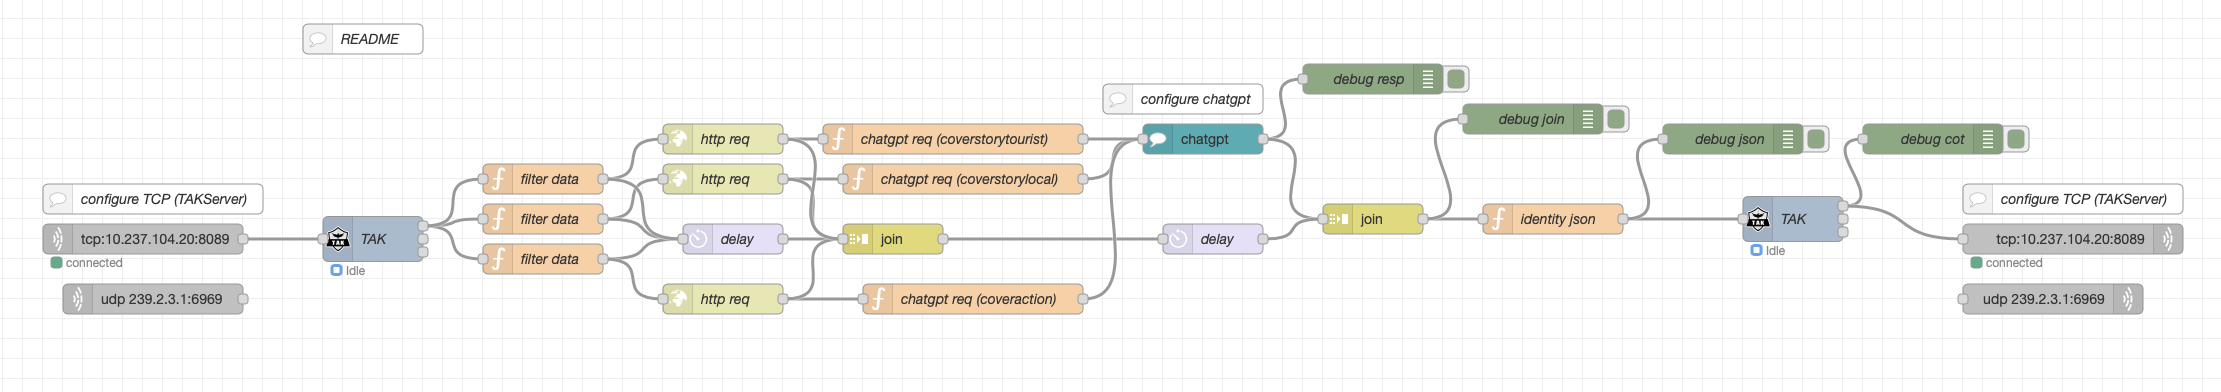 README
configure TCP (TAKServer)
tcp:10.237.104.20:8089
connected
udp 239.2.3.1:6969
TAK
TAK
Idle
filter data
filter data
filter data
http req
http req
delay
http req
chatgpt req (coverstorytourist)
chatgpt req (coverstorylocal)
join
chatgpt req (coveraction)
configure chatgpt
chatgpt
delay
debug resp
join
debug join
identity json
debug json
TAK
TAK
Idle
debug cot
configure TCP (TAKServer)
tcp:10.237.104.20:8089
connected
udp 239.2.3.1:6969